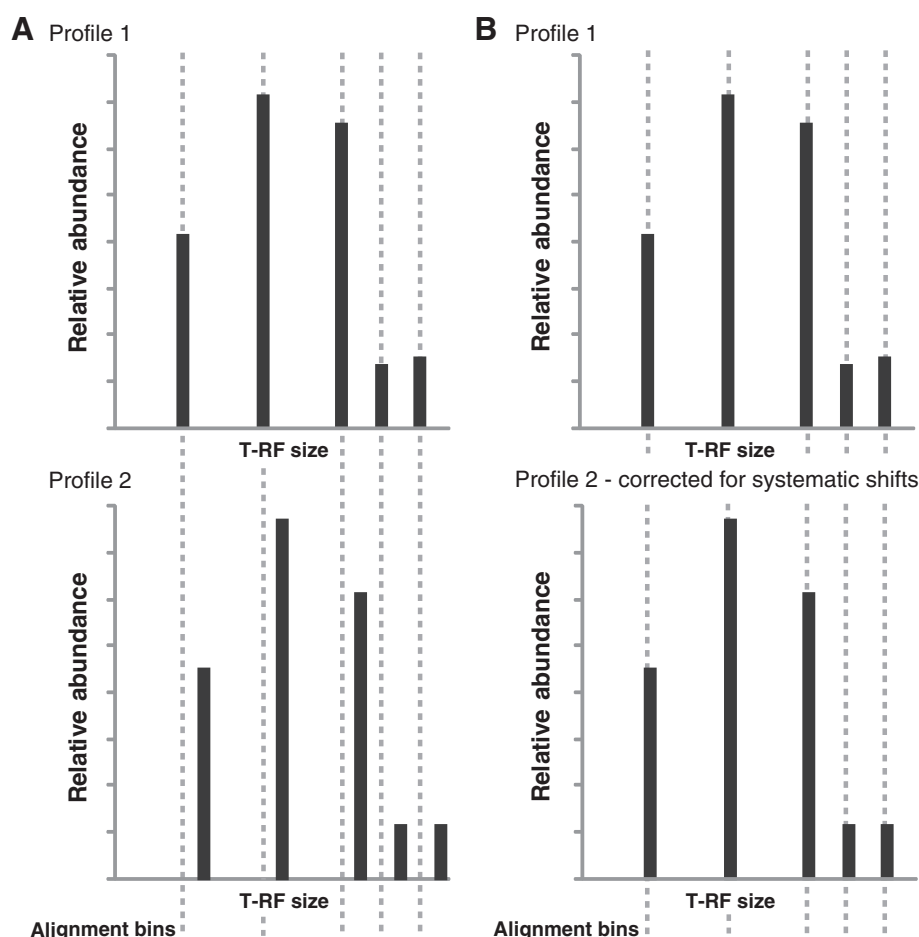 A Profile 1
Relative abundance
T-RF size
Profile 2
Relative abundance
T-RF size
Alignment bins
B Profile 1
Relative abundance
T-RF size
Profile 2 - corrected for systematic shifts
Relative abundance
T-RF size
Alignment bins